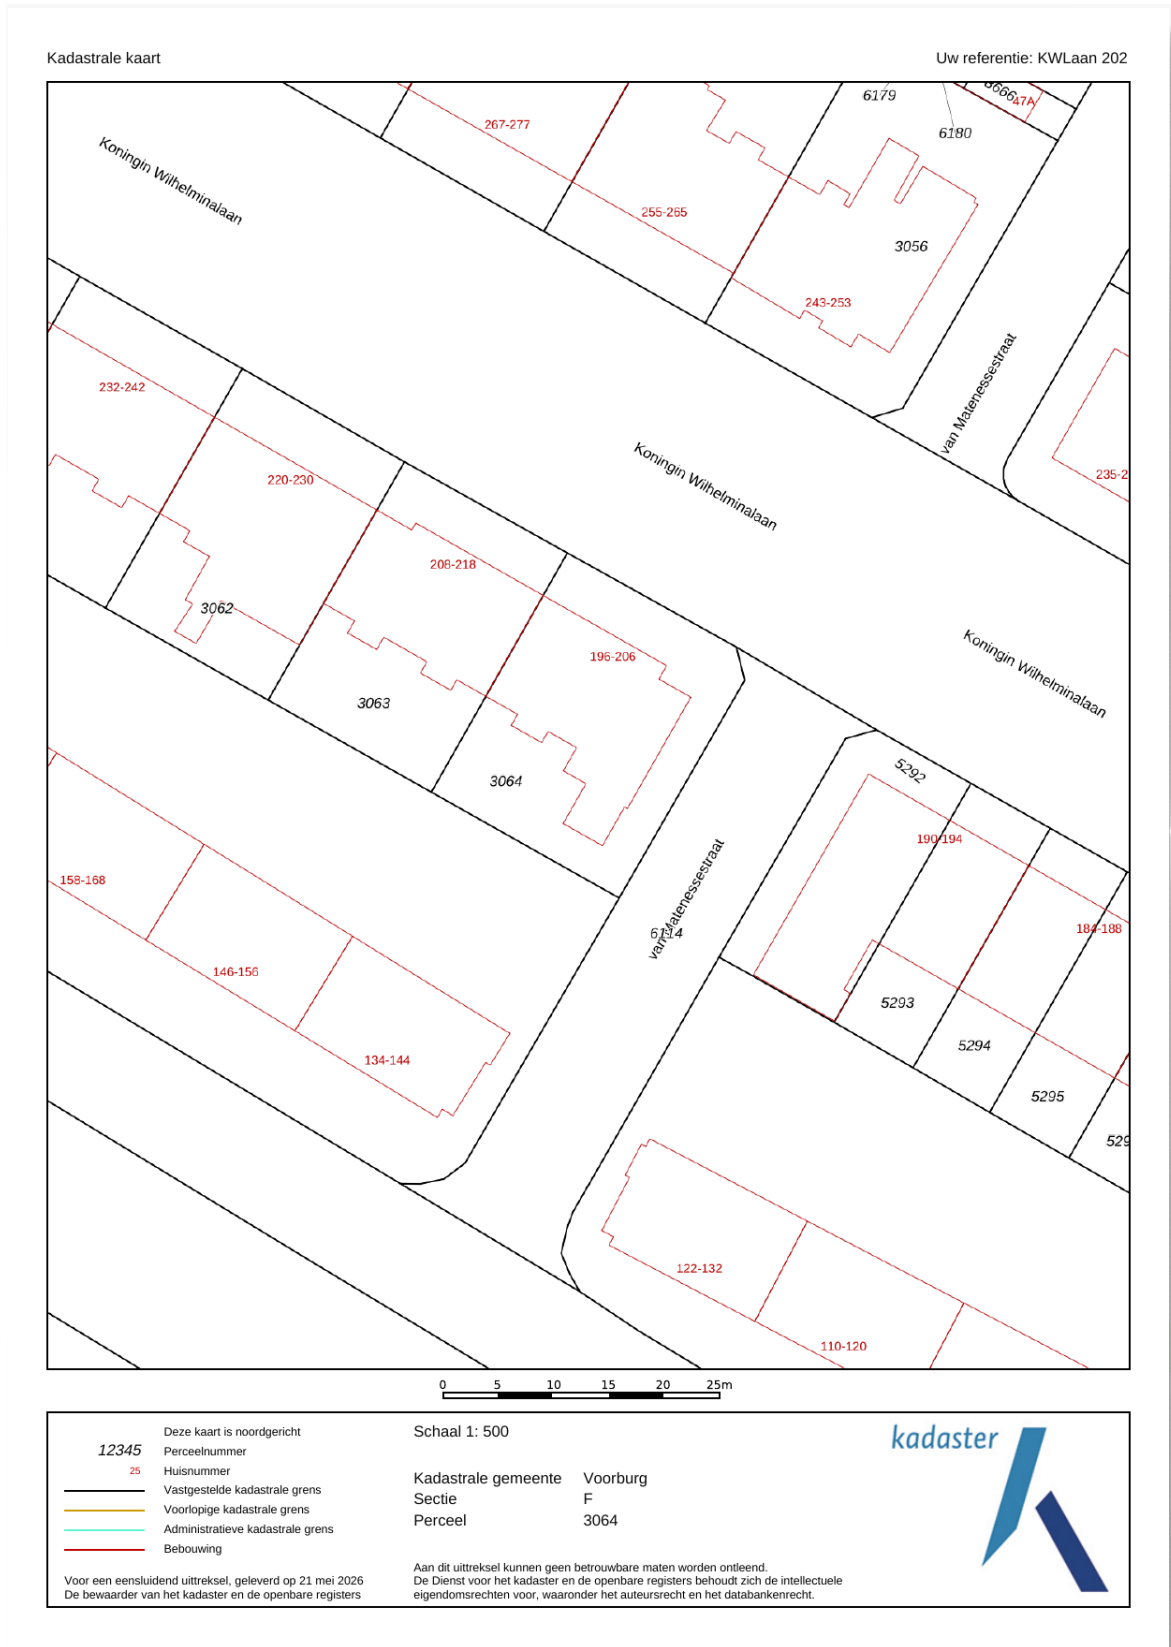 Kadastrale kaart
Uw referentie: KWLaan 202
6179
3666
47A
6180
267-277
Koningin Wilhelminalaan
255-265
3056
243-253
van Matenessestraat
232-242
235-2
220-230
Koningin Wilhelminalaan
208-218
3062
196-206
Koningin Wilhelminalaan
3063
3064
5292
190-194
van Matenessestraat
158-168
6114
184-188
146-156
5293
5294
134-144
5295
529
122-132
110-120
0 5 10 15 20 25m
Deze kaart is noordgericht
12345 Perceelnummer
25 Huisnummer
Vastgestelde kadastrale grens
Voorlopige kadastrale grens
Administratieve kadastrale grens
Bebouwing
Voor een eensluidend uittreksel, geleverd op 21 mei 2026
De bewaarder van het kadaster en de openbare registers
Schaal 1: 500
Kadastrale gemeente Voorburg
Sectie F
Perceel 3064
Aan dit uittreksel kunnen geen betrouwbare maten worden ontleend.
De Dienst voor het kadaster en de openbare registers behoudt zich de intellectuele
eigendomsrechten voor, waaronder het auteursrecht en het databankenrecht.
kadaster